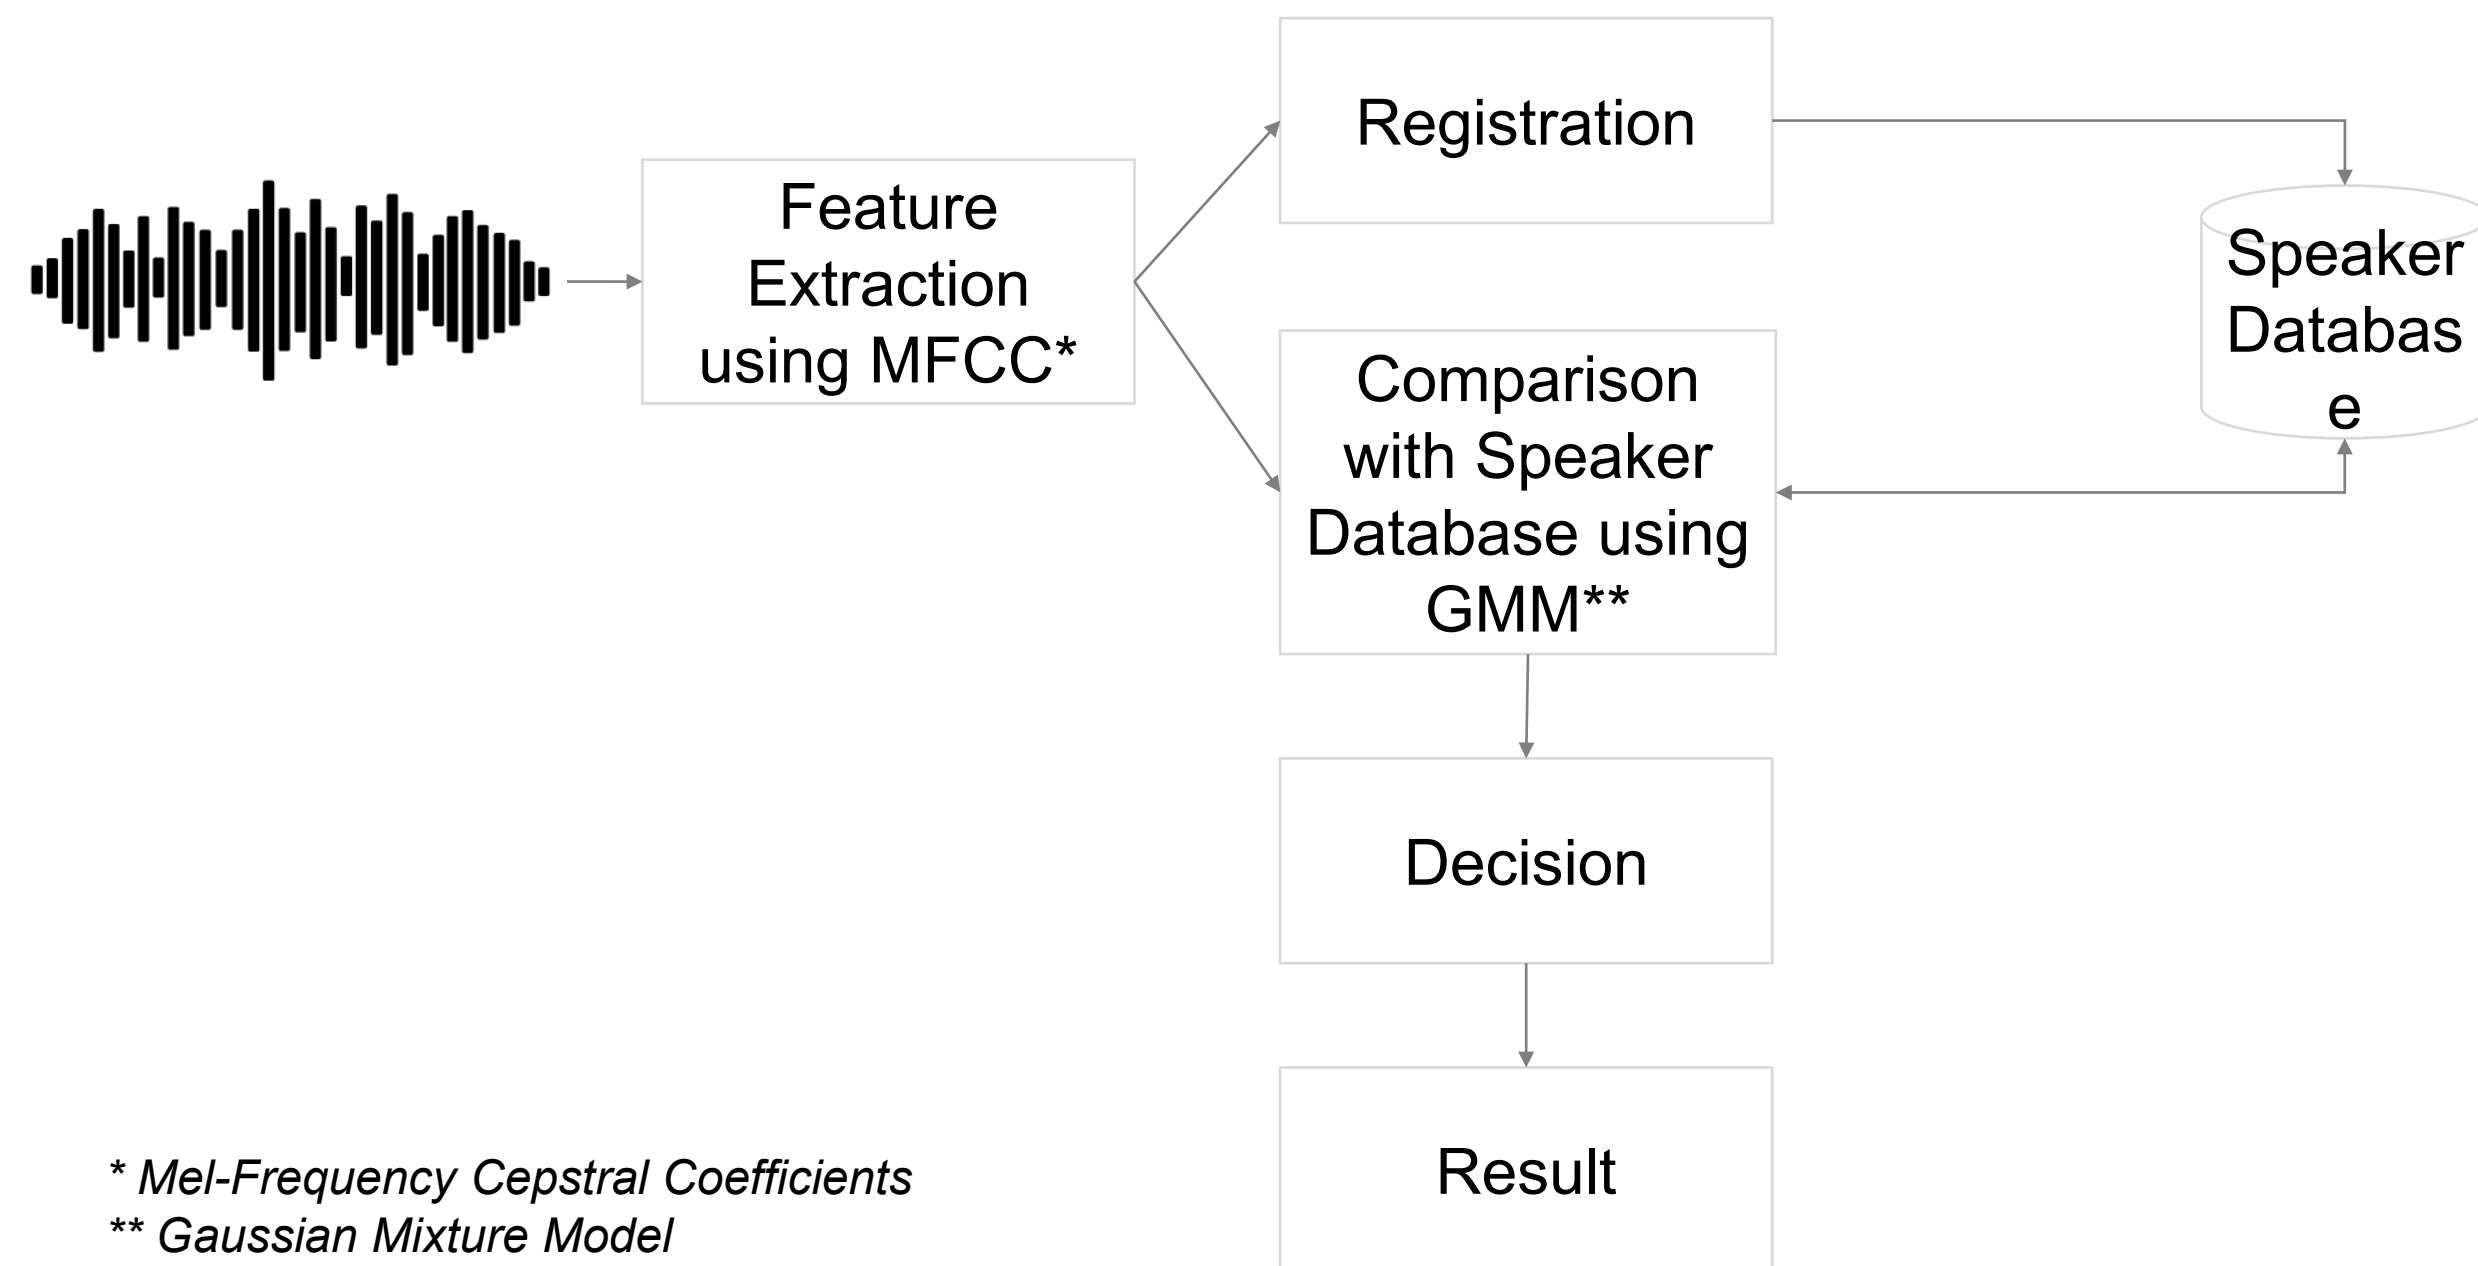 Registration
Feature
Extraction
using MFCC*
Speaker
Databas
e
Comparison
with Speaker
Database using
GMM**
Decision
Result
* Mel-Frequency Cepstral Coefficients
** Gaussian Mixture Model